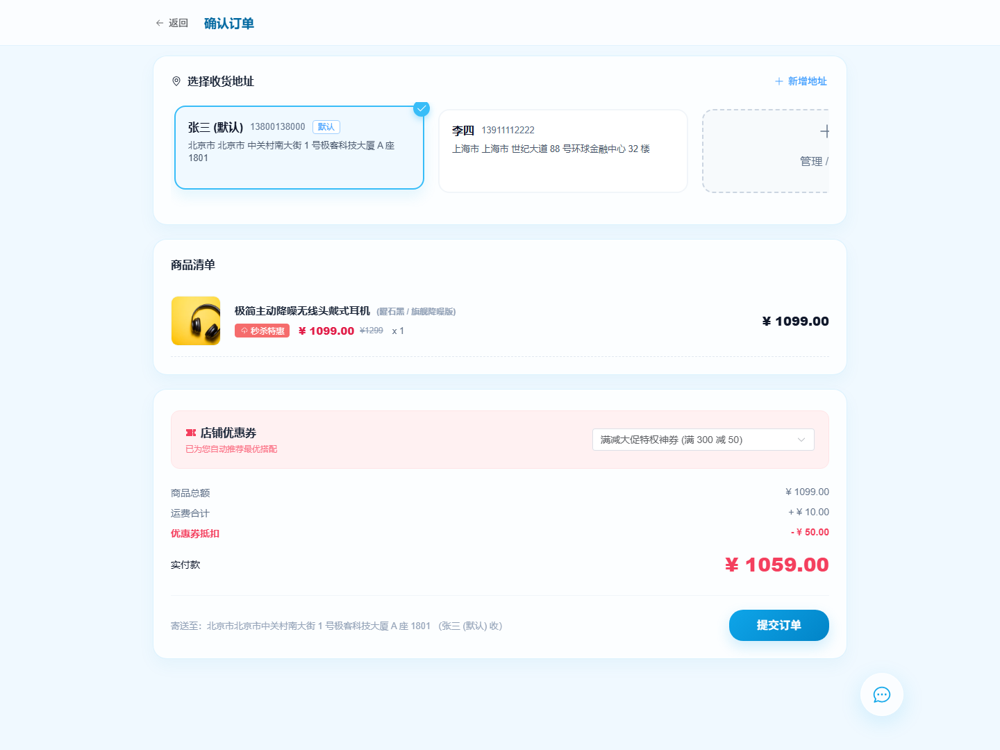 返回
确认订单
选择收货地址
新增地址
张三 (默认) 13800138000 默认
北京市 北京市 中关村南大街 1 号极客科技大厦 A 座
1801
李四 13911112222
上海市 上海市 世纪大道 88 号环球金融中心 32 楼
管理 /
商品清单
极简主动降噪无线头戴式耳机 (曜石黑 / 旗舰降噪版)
秒杀特惠 ¥ 1099.00 ¥1299 x 1
¥ 1099.00
店铺优惠券
已为您自动推荐最优搭配
满减大促特权神券 (满 300 减 50)
商品总额 ¥ 1099.00
运费合计 + ¥ 10.00
优惠券抵扣 - ¥ 50.00
实付款 ¥ 1059.00
寄送至：北京市北京市中关村南大街 1 号极客科技大厦 A 座 1801 （张三 (默认) 收）
提交订单